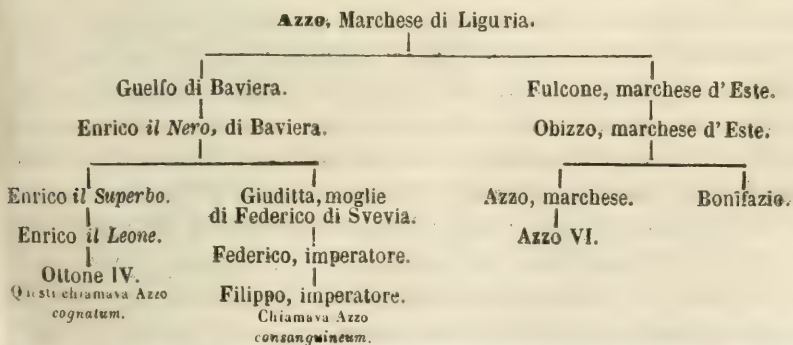 Azzo, Marchese di Liguria.
Guelfo di Baviera.
Fulcone, marchese d'Este.
Enrico il Nero, di Baviera.
Obizzo, marchese d'Este.
Enrico il Superbo.
Giuditta, moglie
di Federico di Svevia.
Azzo, marchese.
Bonifazio.
Enrico il Leone.
Federico, imperatore.
Azzo VI.
Ottone IV.
Questi chiamava Azzo
cognatum.
Filippo, imperatore.
Chiamava Azzo
consanguineum.